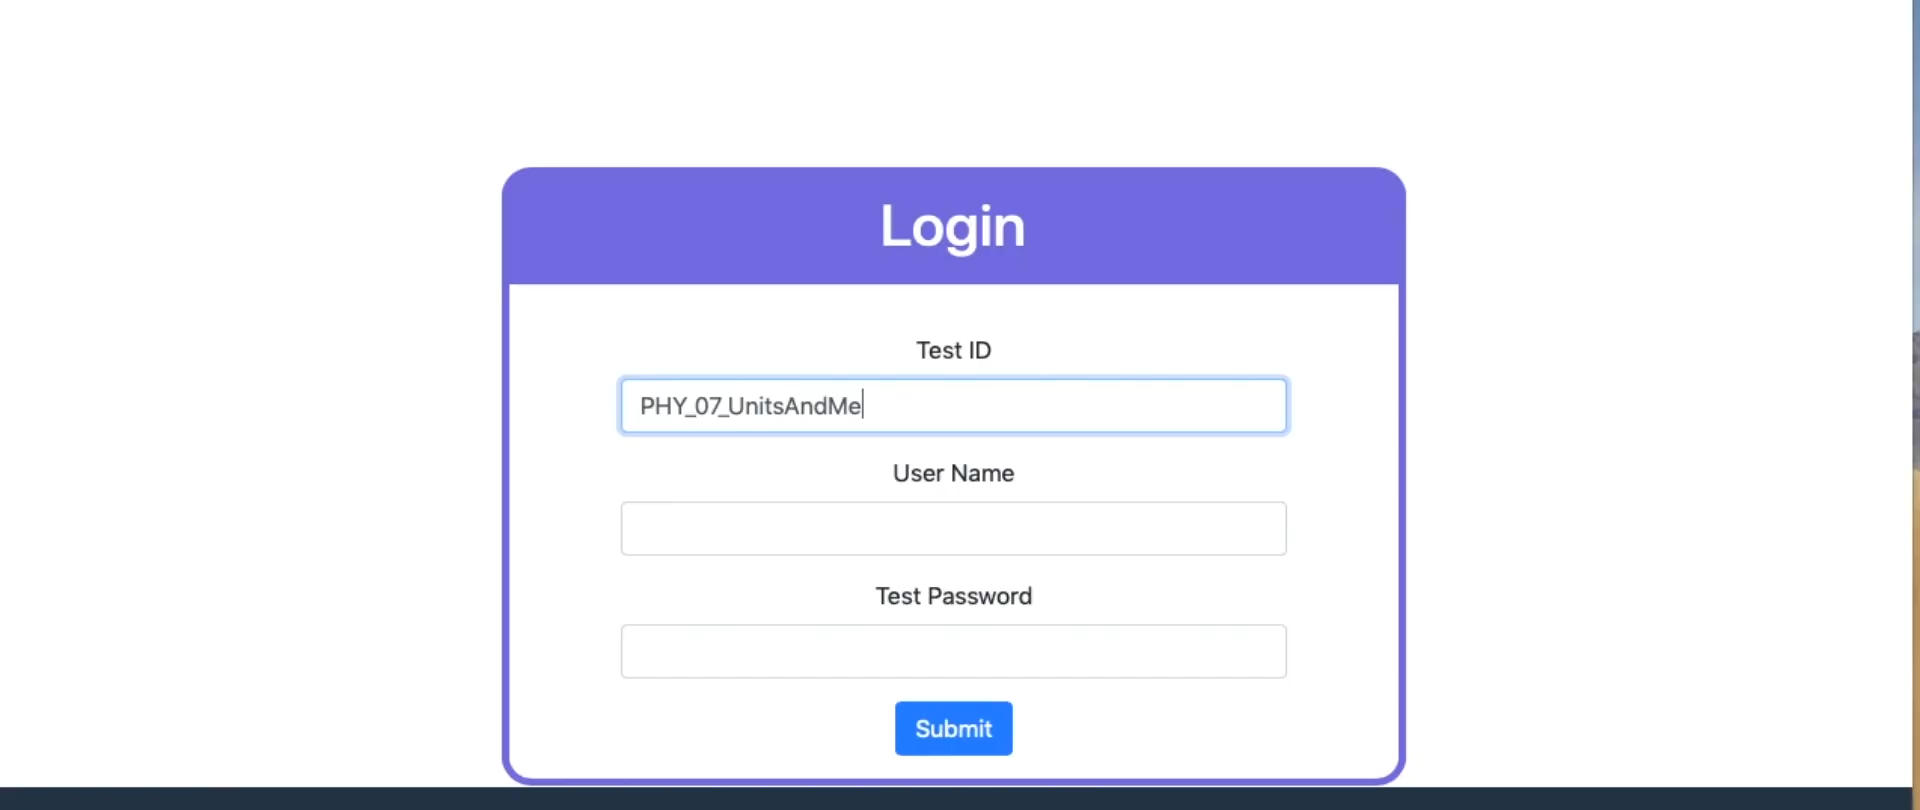 Login
Test ID
PHY_07_UnitsAndMe
User Name
Test Password
Submit